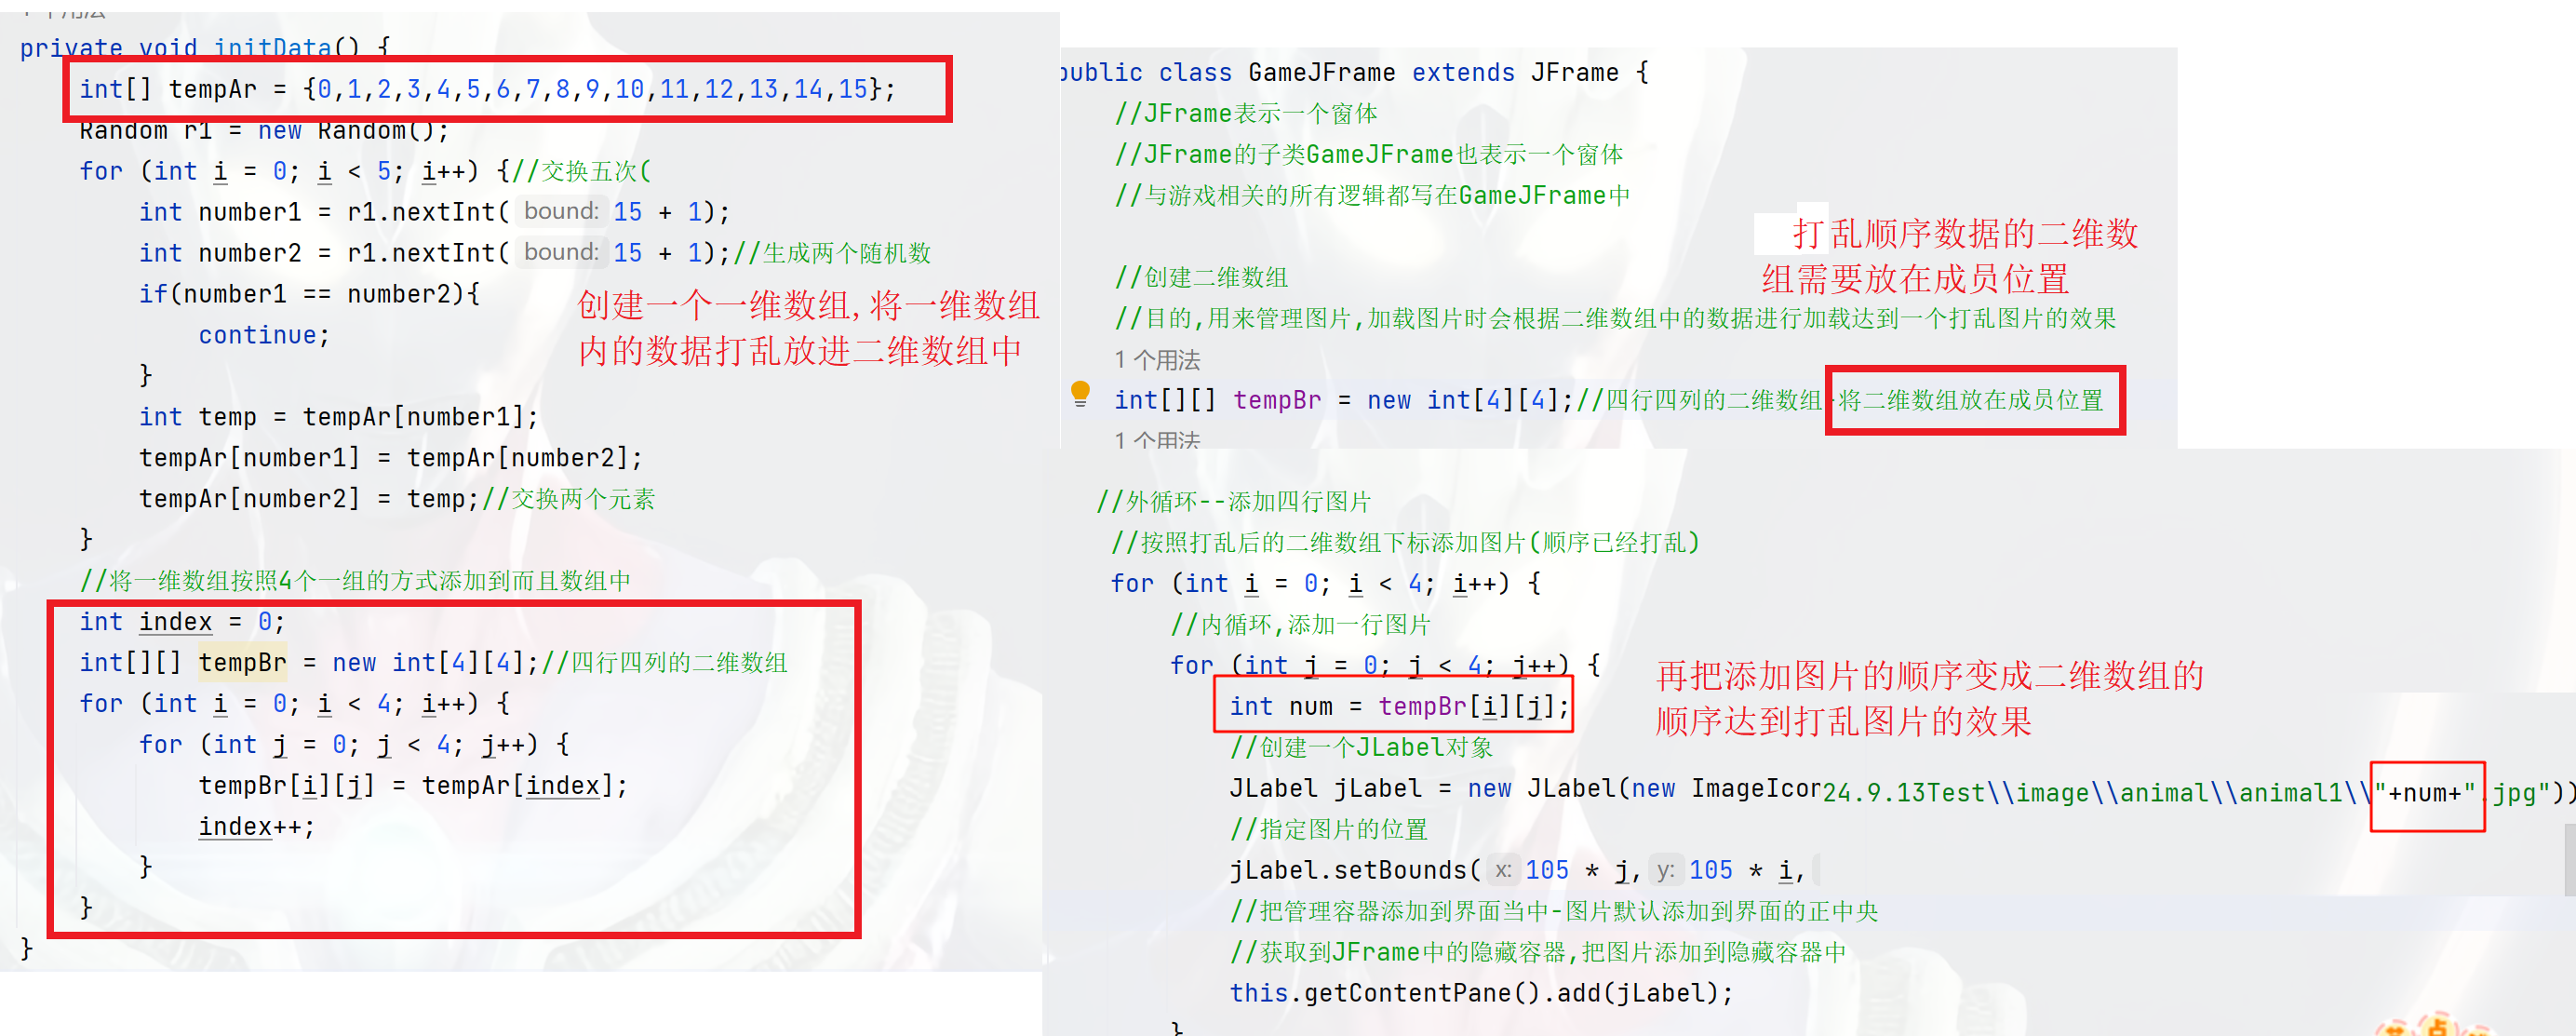 private void initData() {
int[] tempAr = {0,1,2,3,4,5,6,7,8,9,10,11,12,13,14,15};
Random r1 = new Random();
for (int i = 0; i < 5; i++) {//交换五次(
int number1 = r1.nextInt( bound: 15 + 1);
int number2 = r1.nextInt( bound: 15 + 1);//生成两个随机数
if(number1 == number2){
continue;
}
int temp = tempAr[number1];
tempAr[number1] = tempAr[number2];
tempAr[number2] = temp;//交换两个元素
}
//将一维数组按照4个一组的方式添加到而且数组中
int index = 0;
int[][] tempBr = new int[4][4];//四行四列的二维数组
for (int i = 0; i < 4; i++) {
for (int j = 0; j < 4; j++) {
tempBr[i][j] = tempAr[index];
index++;
}
}
}
创建一个一维数组,将一维数组
内的数据打乱放进二维数组中
public class GameJFrame extends JFrame {
//JFrame表示一个窗体
//JFrame的子类GameJFrame也表示一个窗体
//与游戏相关的所有逻辑都写在GameJFrame中
//创建二维数组
//目的,用来管理图片,加载图片时会根据二维数组中的数据进行加载达到一个打乱图片的效果
1 个用法
int[][] tempBr = new int[4][4];//四行四列的二维数组-将二维数组放在成员位置
1 个用法
打乱顺序数据的二维数
组需要放在成员位置
//外循环--添加四行图片
//按照打乱后的二维数组下标添加图片(顺序已经打乱)
for (int i = 0; i < 4; i++) {
//内循环,添加一行图片
for (int j = 0; j < 4; j++) {
int num = tempBr[i][j];
//创建一个JLabel对象
JLabel jLabel = new JLabel(new ImageIcon24.9.13Test\\image\\animal\\animal1\\"+num+".jpg"))
//指定图片的位置
jLabel.setBounds( x: 105 * j, y: 105 * i,
//把管理容器添加到界面当中-图片默认添加到界面的正中央
//获取到JFrame中的隐藏容器,把图片添加到隐藏容器中
this.getContentPane().add(jLabel);
}
再把添加图片的顺序变成二维数组的
顺序达到打乱图片的效果